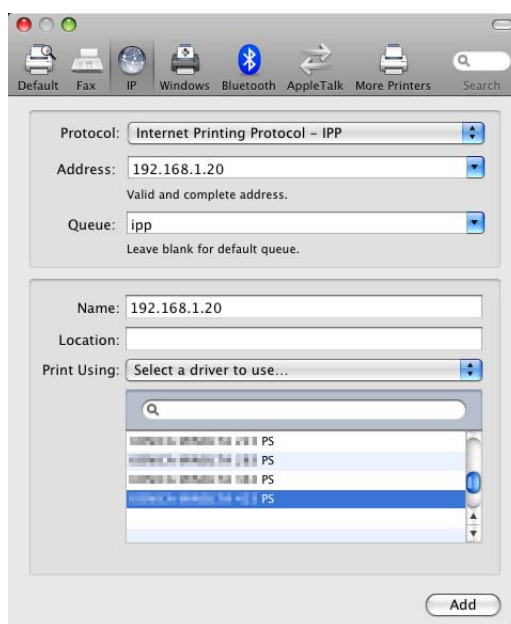 Default Fax IP Windows Bluetooth AppleTalk More Printers Search
Protocol: Internet Printing Protocol – IPP
Address: 192.168.1.20
Valid and complete address.
Queue: ipp
Leave blank for default queue.
Name: 192.168.1.20
Location:
Print Using: Select a driver to use...
PS
PS
PS
PS
Add